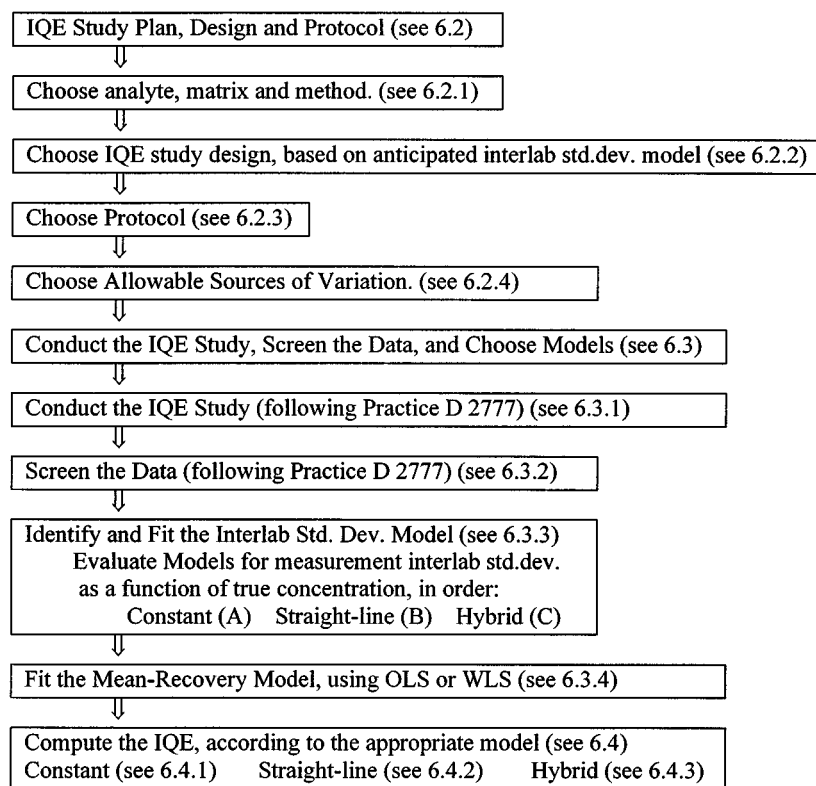 IQE Study Plan, Design and Protocol (see 6.2)
Choose analyte, matrix and method. (see 6.2.1)
Choose IQE study design, based on anticipated interlab std.dev. model (see 6.2.2)
Choose Protocol (see 6.2.3)
Choose Allowable Sources of Variation. (see 6.2.4)
Conduct the IQE Study, Screen the Data, and Choose Models (see 6.3)
Conduct the IQE Study (following Practice D 2777) (see 6.3.1)
Screen the Data (following Practice D 2777) (see 6.3.2)
Identify and Fit the Interlab Std. Dev. Model (see 6.3.3)
Evaluate Models for measurement interlab std.dev.
as a function of true concentration, in order:
Constant (A) Straight-line (B) Hybrid (C)
Fit the Mean-Recovery Model, using OLS or WLS (see 6.3.4)
Compute the IQE, according to the appropriate model (see 6.4)
Constant (see 6.4.1) Straight-line (see 6.4.2) Hybrid (see 6.4.3)